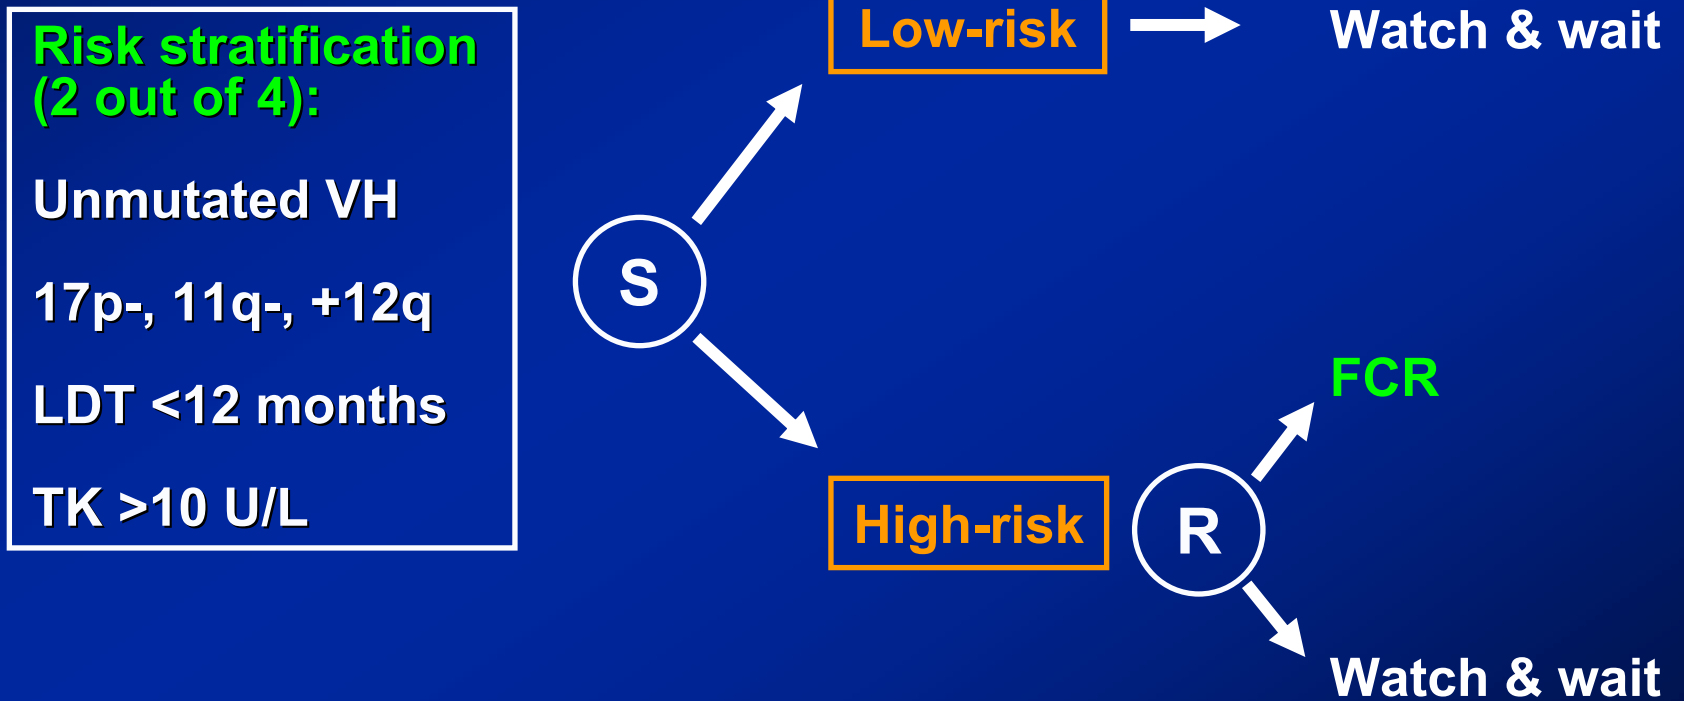 Risk stratification
(2 out of 4):
Unmutated VH
17p-, 11q-, +12q
LDT <12 months
TK >10 U/L
S
Low-risk
Watch & wait
High-risk
R
FCR
Watch & wait